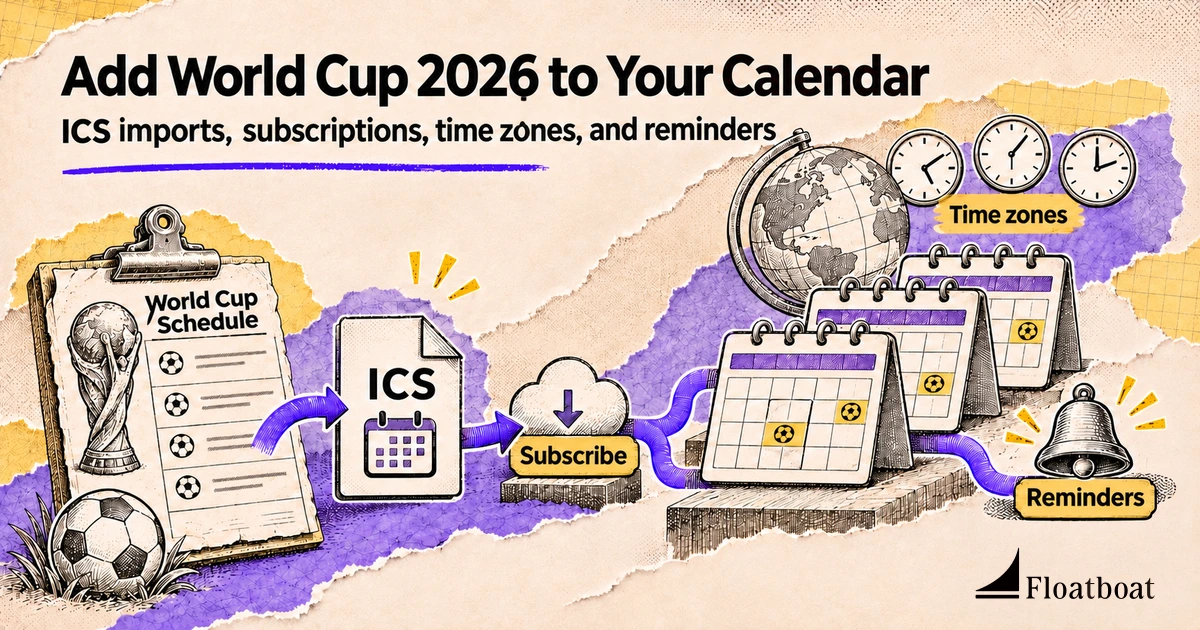 Add World Cup 2026 to Your Calendar
ICS imports, subscriptions, time zones, and reminders
World Cup
Schedule
ICS
Subscribe
Time zones
Reminders
Floatboat